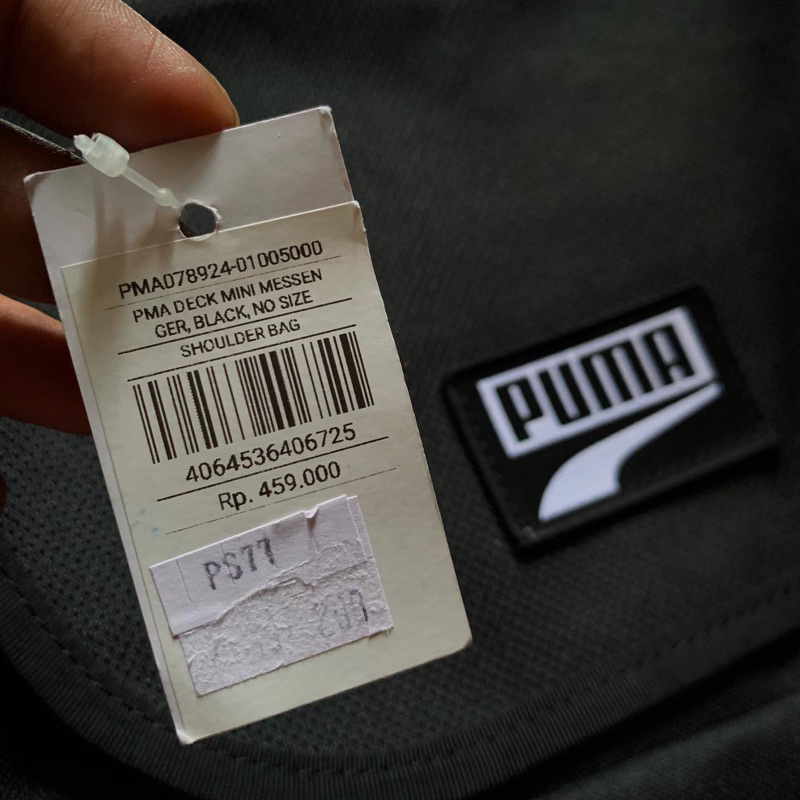 PMA078924-01005000
PMA DECK MINI MESSEN
GER, BLACK, NO SIZE
SHOULDER BAG
4064536406725
Rp. 459.000
PS77
PUMA